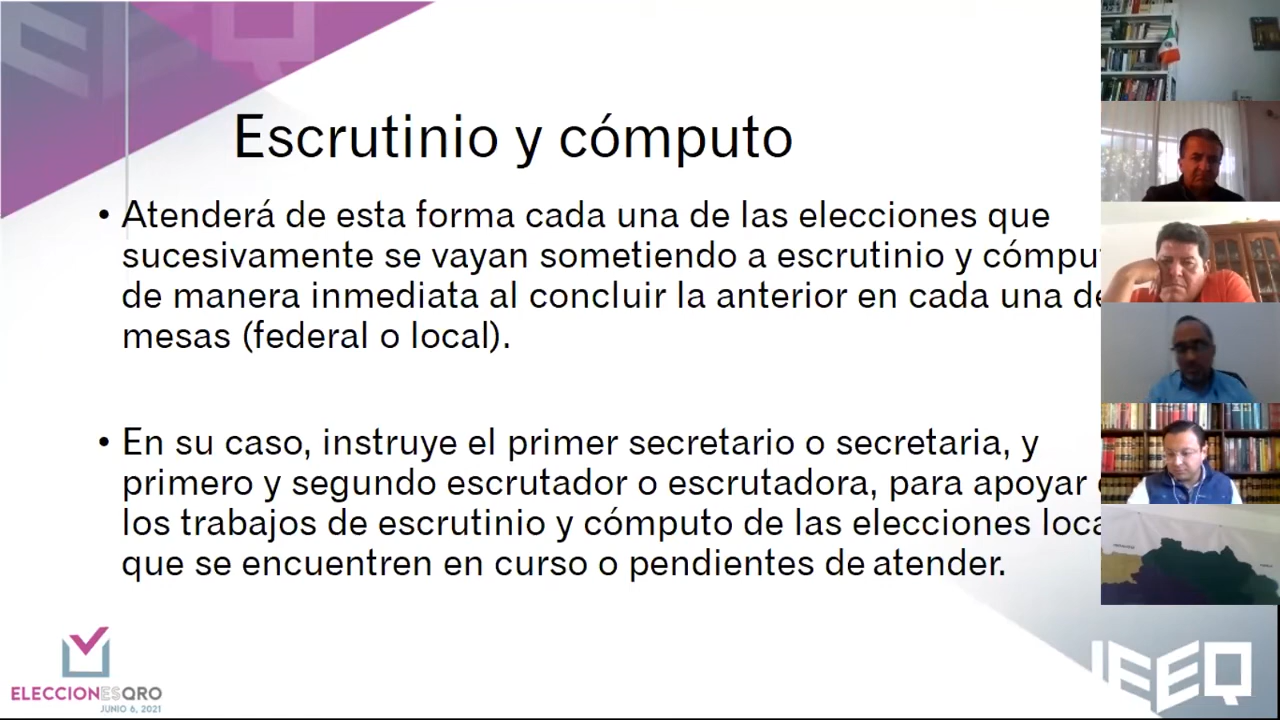 Escrutinio y cómputo
• Atenderá de esta forma cada una de las elecciones que
sucesivamente se vayan sometiendo a escrutinio y cómpu
de manera inmediata al concluir la anterior en cada una de
mesas (federal o local).
• En su caso, instruye el primer secretario o secretaria, y
primero y segundo escrutador o escrutadora, para apoyar
los trabajos de escrutinio y cómputo de las elecciones loca
que se encuentren en curso o pendientes de atender.
ELECCIONESQRO
JUNIO 6, 2021
IEEQ